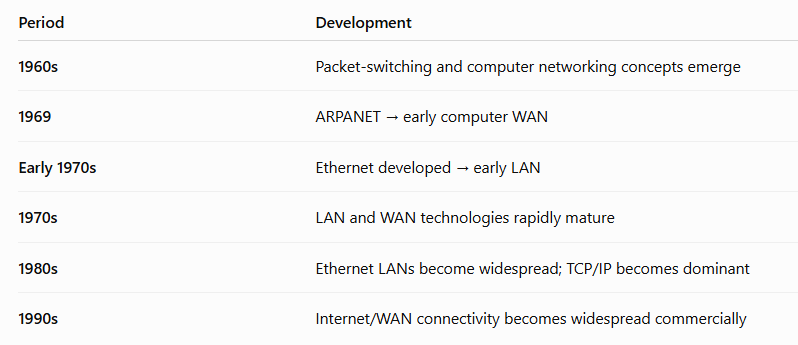 Period Development
1960s Packet-switching and computer networking concepts emerge
1969 ARPANET → early computer WAN
Early 1970s Ethernet developed → early LAN
1970s LAN and WAN technologies rapidly mature
1980s Ethernet LANs become widespread; TCP/IP becomes dominant
1990s Internet/WAN connectivity becomes widespread commercially